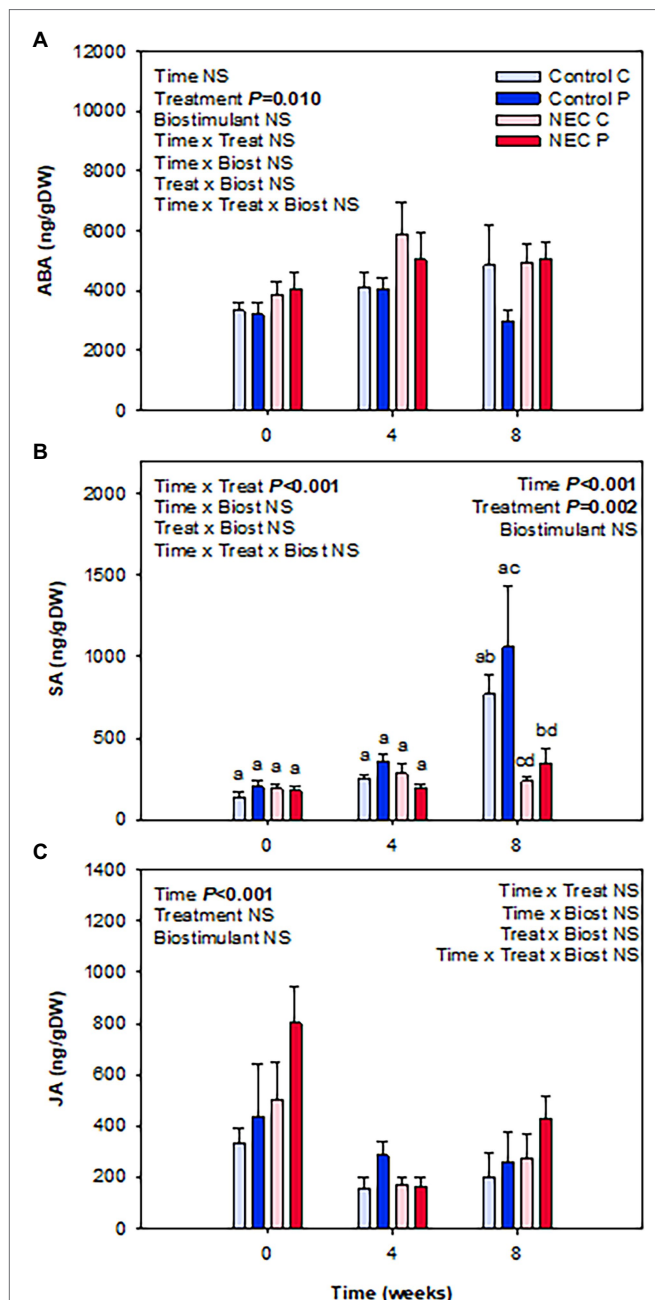 A
12000
10000
8000
6000
4000
2000
0
ABA (ng/gDW)
Time NS
Treatment P=0.010
Biostimulant NS
Time x Treat NS
Time x Biost NS
Treat x Biost NS
Time x Treat x Biost NS
Control C
Control P
NEC C
NEC P
0 4 8
B
2000
1500
1000
500
0
SA (ng/gDW)
Time x Treat P<0.001
Time x Biost NS
Treat x Biost NS
Time x Treat x Biost NS
Time P<0.001
Treatment P=0.002
Biostimulant NS
a a a a
a a a a
ab ac cd bd
0 4 8
C
1400
1200
1000
800
600
400
200
0
JA (ng/gDW)
Time P<0.001
Treatment NS
Biostimulant NS
Time x Treat NS
Time x Biost NS
Treat x Biost NS
Time x Treat x Biost NS
0 4 8
Time (weeks)